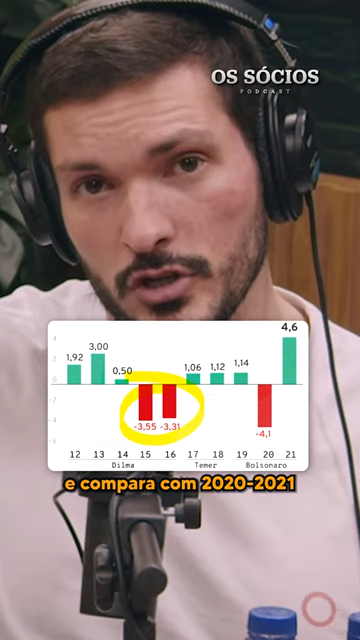 OS SÓCIOS
PODCAST
4,6
3,00
1,92
0,50
1,06 1,12 1,14
-3,55 -3,31
-4,1
4
2
0
-2
-4
-6
12 13 14 15 16 17 18 19 20 21
Dilma Temer Bolsonaro
e compara com 2020-2021